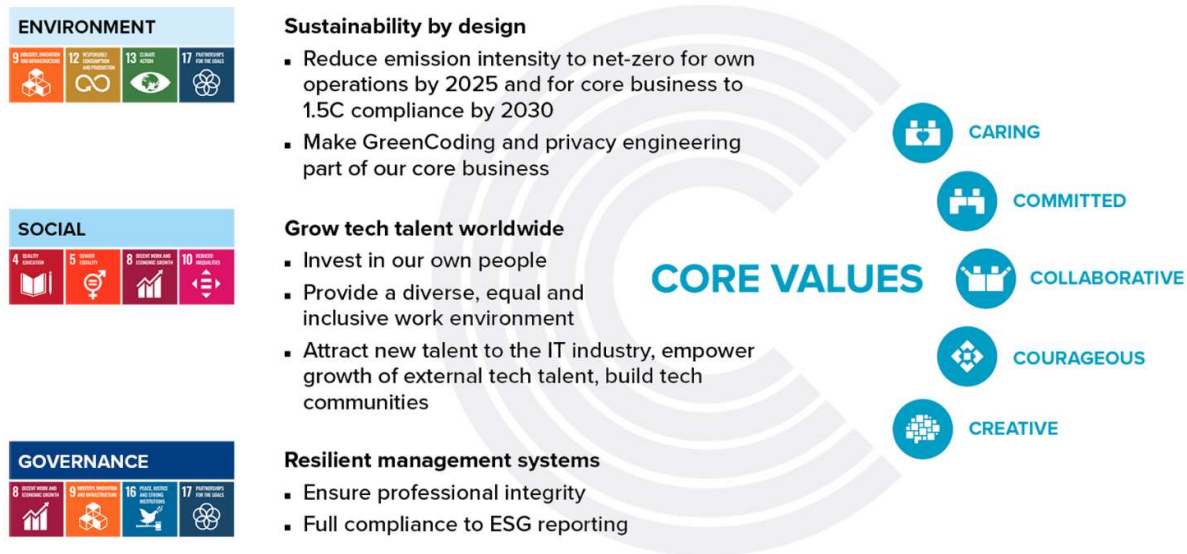 ENVIRONMENT
9 INDUSTRY, INNOVATION
AND INFRASTRUCTURE
12 RESPONSIBLE
CONSUMPTION
AND PRODUCTION
13 CLIMATE
ACTION
17 PARTNERSHIPS
FOR THE GOALS
Sustainability by design
▪ Reduce emission intensity to net-zero for own
operations by 2025 and for core business to
1.5C compliance by 2030
▪ Make GreenCoding and privacy engineering
part of our core business
SOCIAL
4 QUALITY
EDUCATION
5 GENDER
EQUALITY
8 DECENT WORK AND
ECONOMIC GROWTH
10 REDUCED
INEQUALITIES
Grow tech talent worldwide
▪ Invest in our own people
▪ Provide a diverse, equal and
inclusive work environment
▪ Attract new talent to the IT industry, empower
growth of external tech talent, build tech
communities
GOVERNANCE
8 DECENT WORK AND
ECONOMIC GROWTH
9 INDUSTRY, INNOVATION
AND INFRASTRUCTURE
16 PEACE, JUSTICE
AND STRONG
INSTITUTIONS
17 PARTNERSHIPS
FOR THE GOALS
Resilient management systems
▪ Ensure professional integrity
▪ Full compliance to ESG reporting
CORE VALUES
CARING
COMMITTED
COLLABORATIVE
COURAGEOUS
CREATIVE